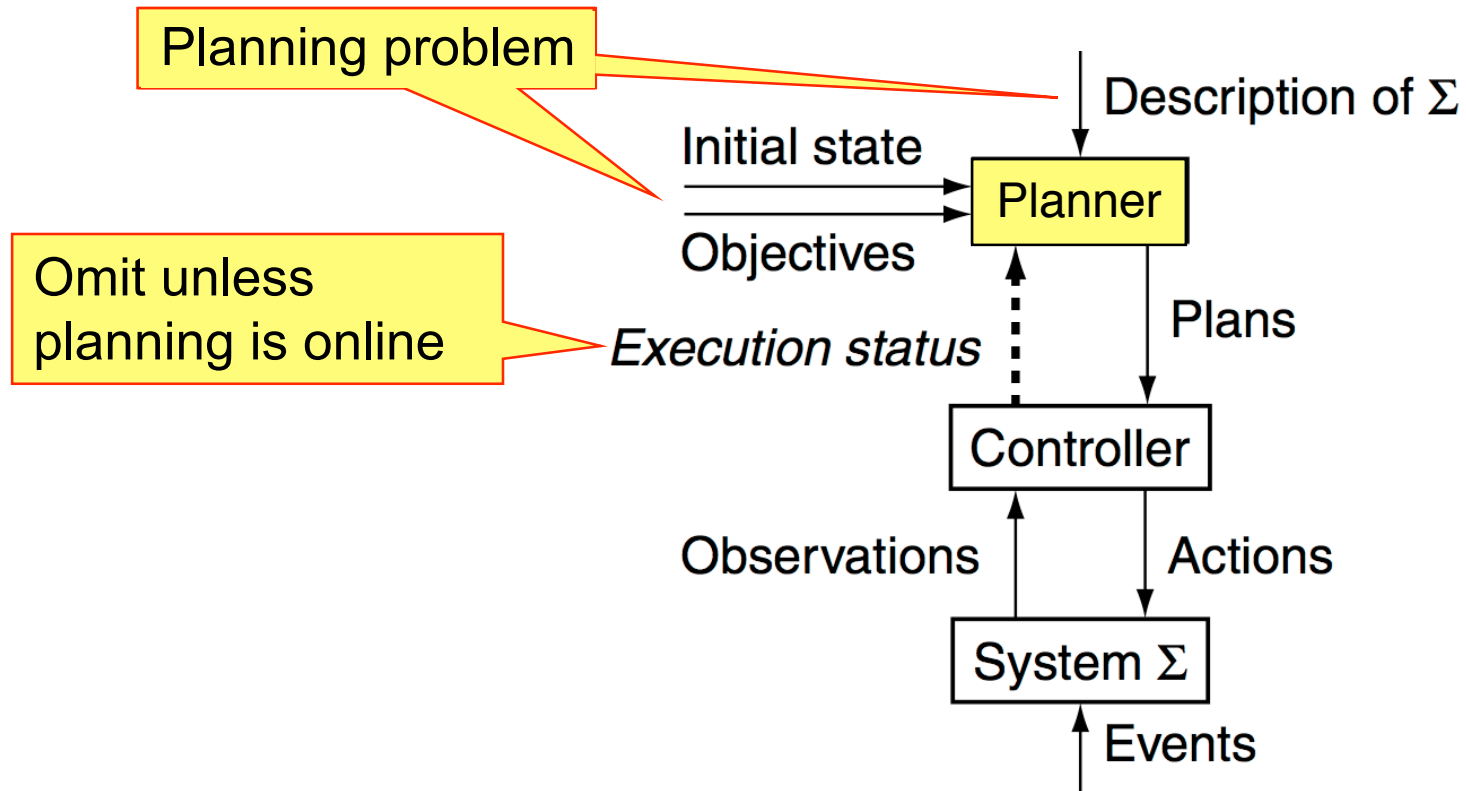 Planning problem
Description of Σ
Initial state
Planner
Objectives
Omit unless
planning is online
Plans
Execution status
Controller
Observations
Actions
System Σ
Events